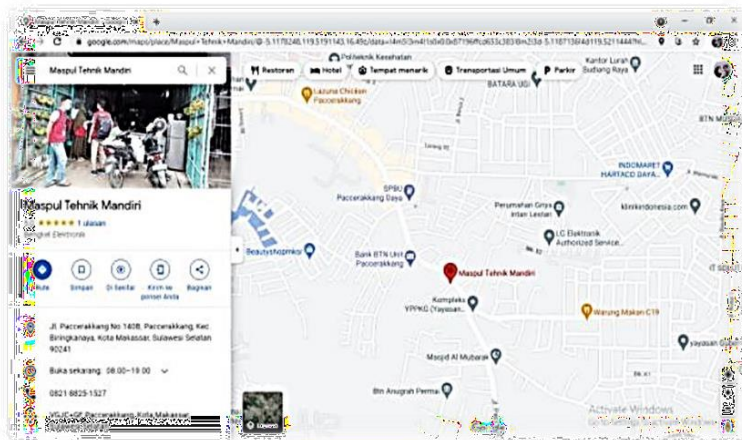 google.com/maps/place/Maspul+Tehnik+Mandiri/
Maspul Tehnik Mandiri
Restoran
Hotel
Tempat menarik
Transportasi Umum
Parkir
Maspul Tehnik Mandiri
1 ulasan
Bengkel Elektronik
Rute
Simpan
Di Sekitar
Kirim ke ponsel Anda
Bagikan
Jl. Paccerakkang No.140B, Paccerakkang, Kec.
Biringkanaya, Kota Makassar, Sulawesi Selatan
90241
Buka sekarang: 08.00–19.00
0821-8825-1527
Paccerakkang, Kota Makassar
Politeknik Kesehatan
Kantor Lurah
Sudiang Raya
BATARA UGI
Lazuna Chicken
Paccerakkang
INDOMARET
HARTACO DAYA...
SPBU
Paccerakkang Daya
Perumahan Griya
Intan Lestari
klinikindonesia.com
LG Elektronik
Authorized Service...
Beautyshopmksi
Bank BTN Unit
Paccerakkang
Maspul Tehnik Mandiri
Kompleks
YPPKG (Yayasan...
Warung Makan C19
Masjid Al Mubarak
Btn Anugrah Permai
Activate Windows